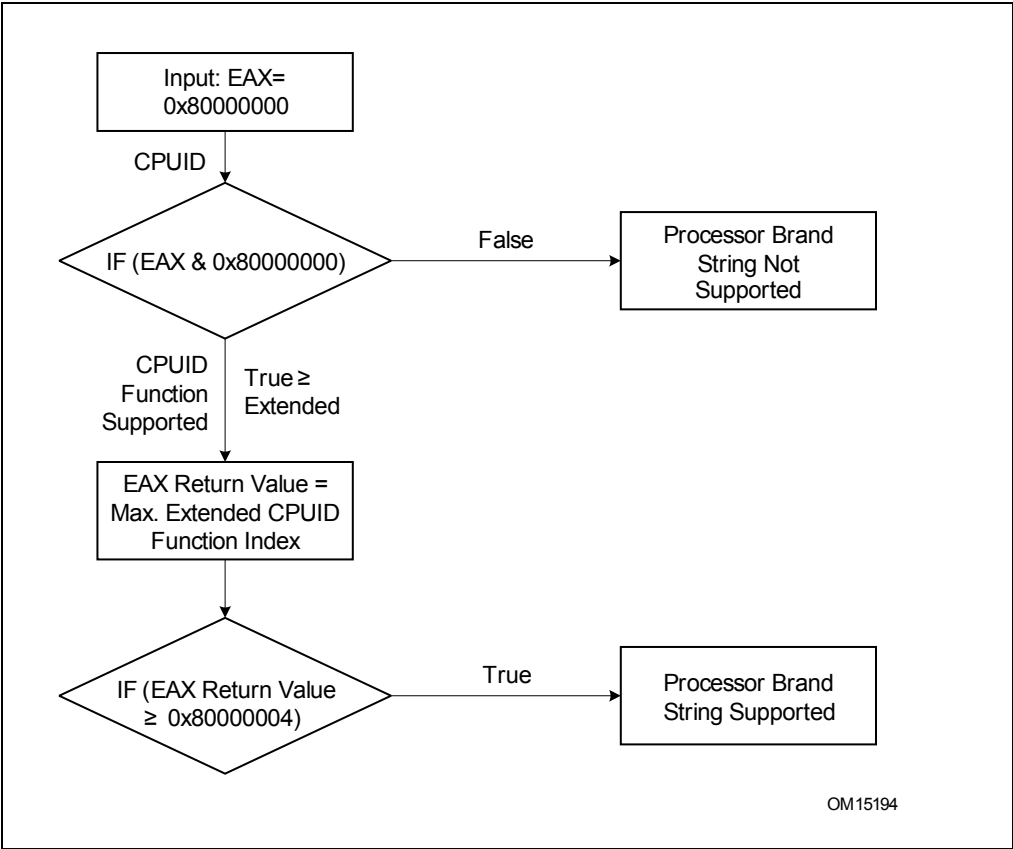 Input: EAX=
0x80000000
CPUID
IF (EAX & 0x80000000)
False
Processor Brand
String Not
Supported
CPUID
Function
Supported
True ≥
Extended
EAX Return Value =
Max. Extended CPUID
Function Index
IF (EAX Return Value
≥ 0x80000004)
True
Processor Brand
String Supported
OM15194